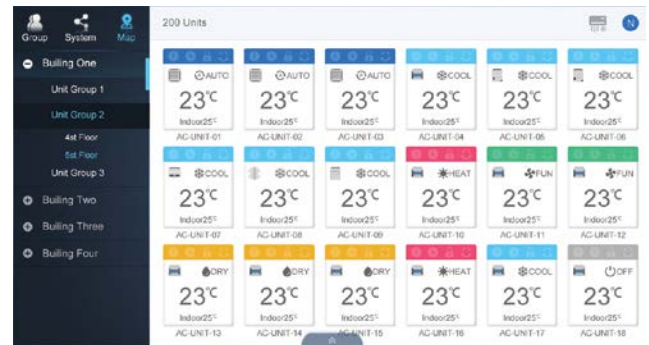 Group System Map
200 Units
N
Builing One
Unit Group 1
Unit Group 2
4st Floor
5st Floor
Unit Group 3
Builing Two
Builing Three
Builing Four
AUTO AUTO AUTO COOL COOL COOL
23°C 23°C 23°C 23°C 23°C 23°C
Indoor25°C Indoor25°C Indoor25°C Indoor25°C Indoor25°C Indoor25°C
AC-UNIT-01 AC-UNIT-02 AC-UNIT-03 AC-UNIT-04 AC-UNIT-05 AC-UNIT-06
COOL COOL COOL HEAT FUN FUN
23°C 23°C 23°C 23°C 23°C 23°C
Indoor25°C Indoor25°C Indoor25°C Indoor25°C Indoor25°C Indoor25°C
AC-UNIT-07 AC-UNIT-08 AC-UNIT-09 AC-UNIT-10 AC-UNIT-11 AC-UNIT-12
DRY DRY DRY HEAT COOL OFF
23°C 23°C 23°C 23°C 23°C 23°C
Indoor25°C Indoor25°C Indoor25°C Indoor25°C Indoor25°C Indoor25°C
AC-UNIT-13 AC-UNIT-14 AC-UNIT-15 AC-UNIT-16 AC-UNIT-17 AC-UNIT-18